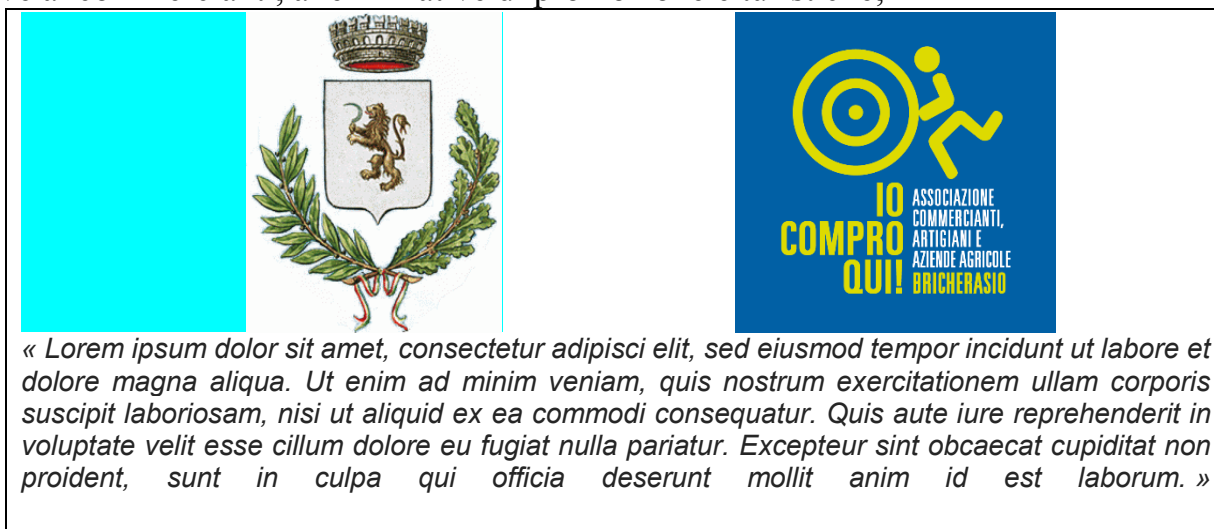 IO
COMPRO
QUI!
ASSOCIAZIONE
COMMERCIANTI,
ARTIGIANI E
AZIENDE AGRICOLE
BRICHERASIO
« Lorem ipsum dolor sit amet, consectetur adipisci elit, sed eiusmod tempor incidunt ut labore et
dolore magna aliqua. Ut enim ad minim veniam, quis nostrum exercitationem ullam corporis
suscipit laboriosam, nisi ut aliquid ex ea commodi consequatur. Quis aute iure reprehenderit in
voluptate velit esse cillum dolore eu fugiat nulla pariatur. Excepteur sint obcaecat cupiditat non
proident, sunt in culpa qui officia deserunt mollit anim id est laborum. »